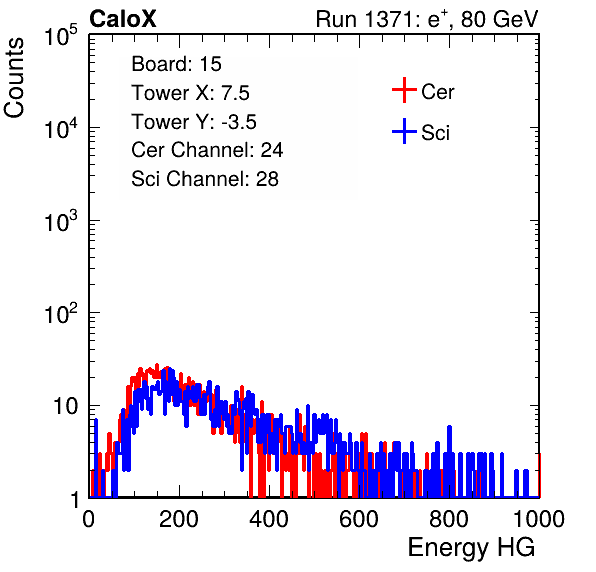 CaloX Run 1371: e⁺, 80 GeV
Counts
Board: 15
Tower X: 7.5
Tower Y: -3.5
Cer Channel: 24
Sci Channel: 28
Cer
Sci
10⁵
10⁴
10³
10²
10
1
0 200 400 600 800 1000
Energy HG